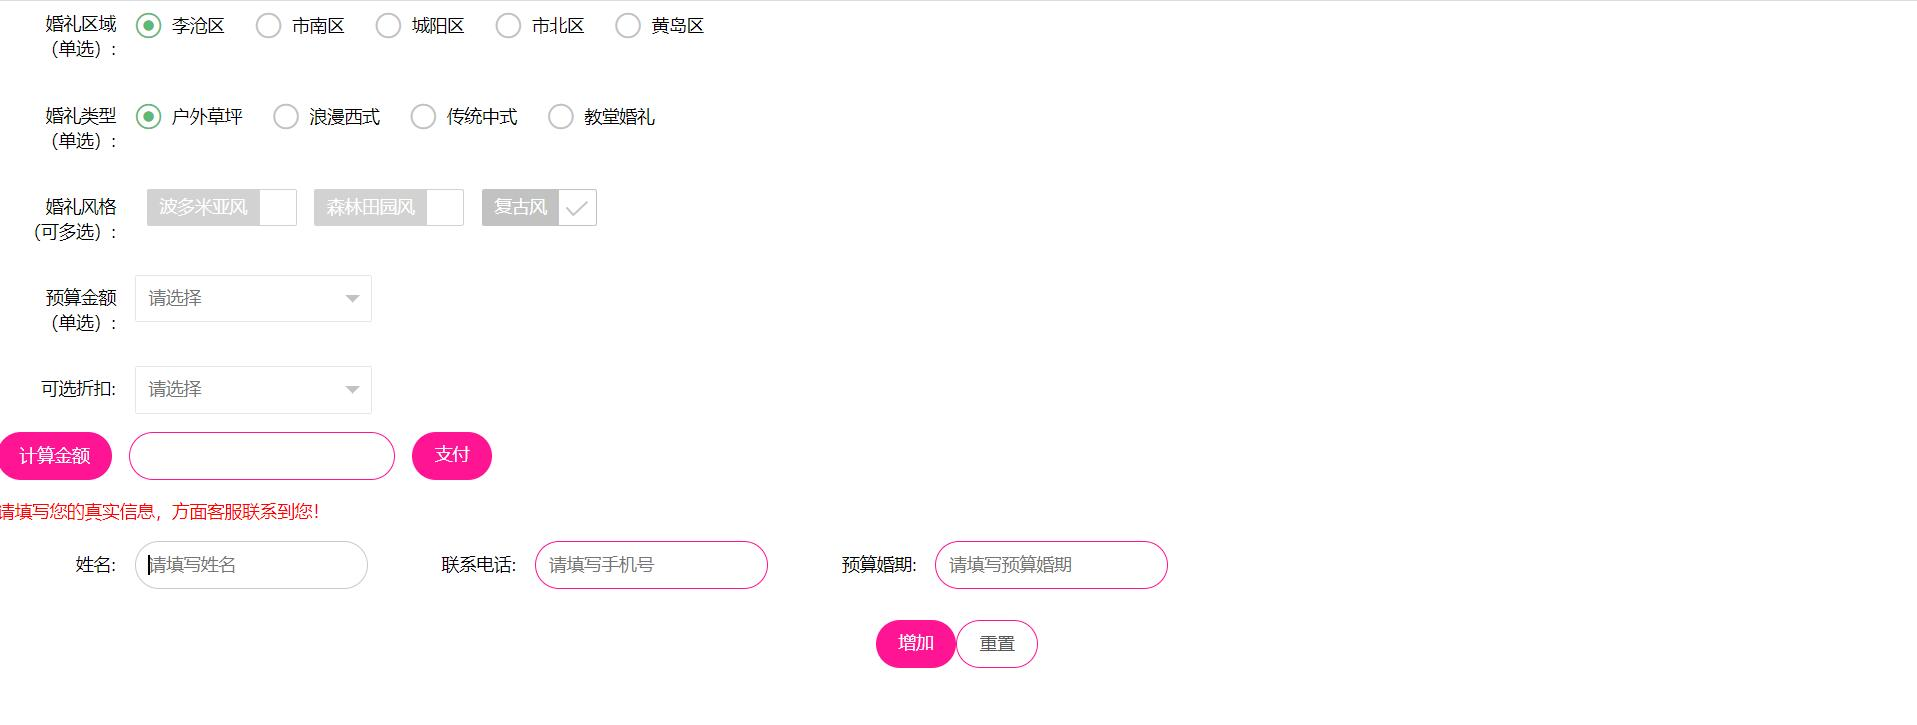 婚礼区域 李沧区 市南区 城阳区 市北区 黄岛区
（单选）:
婚礼类型 户外草坪 浪漫西式 传统中式 教堂婚礼
（单选）:
婚礼风格 波多米亚风 森林田园风 复古风
（可多选）:
预算金额 请选择
（单选）:
可选折扣: 请选择
计算金额 支付
请填写您的真实信息，方面客服联系到您！
姓名: 请填写姓名 联系电话: 请填写手机号 预算婚期: 请填写预算婚期
增加 重置